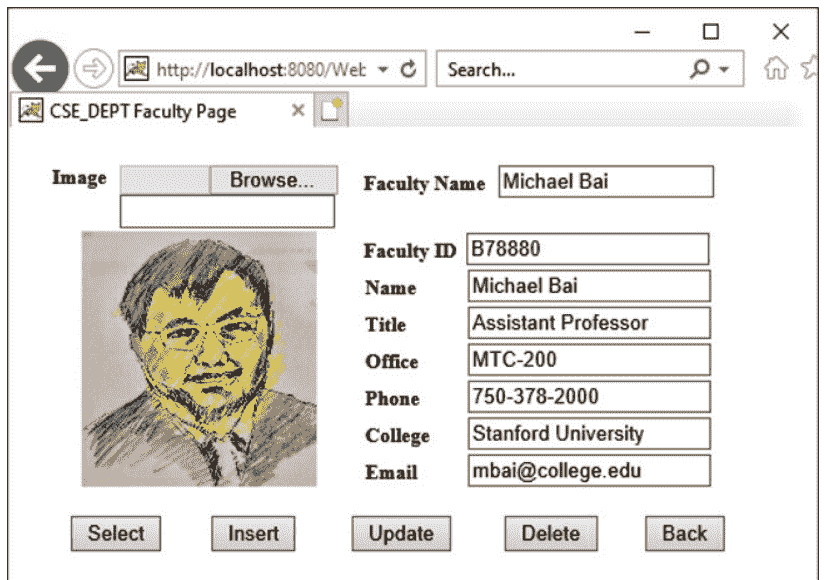 http://localhost:8080/Web
Search...
CSE_DEPT Faculty Page
Image Browse... Faculty Name Michael Bai
Faculty ID B78880
Name Michael Bai
Title Assistant Professor
Office MTC-200
Phone 750-378-2000
College Stanford University
Email mbai@college.edu
Select Insert Update Delete Back